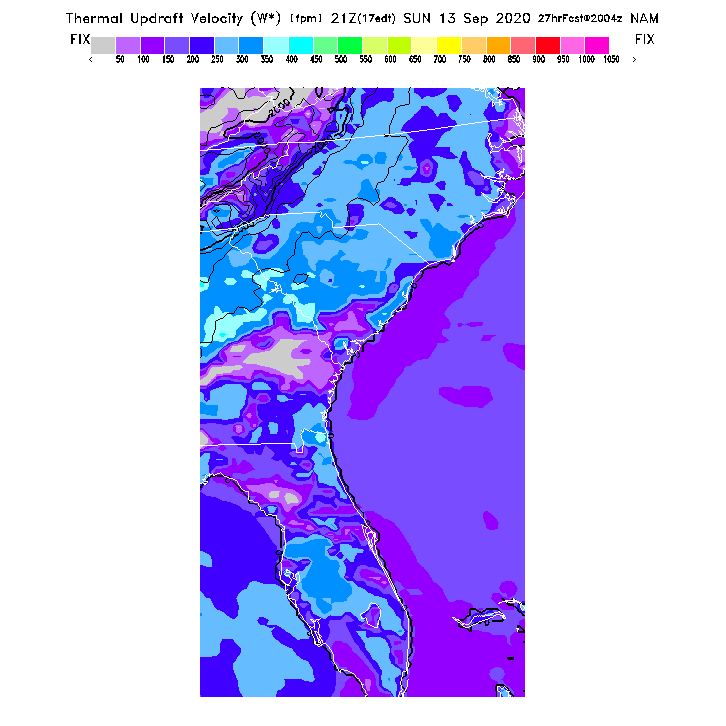 Thermal Updraft Velocity (W*) [fpm] 21Z(17edt) SUN 13 Sep 2020 27hrFcst@2004z NAM
FIX FIX
< 50 100 150 200 250 300 350 400 450 500 550 600 650 700 750 800 850 900 950 1000 1050 >
2000